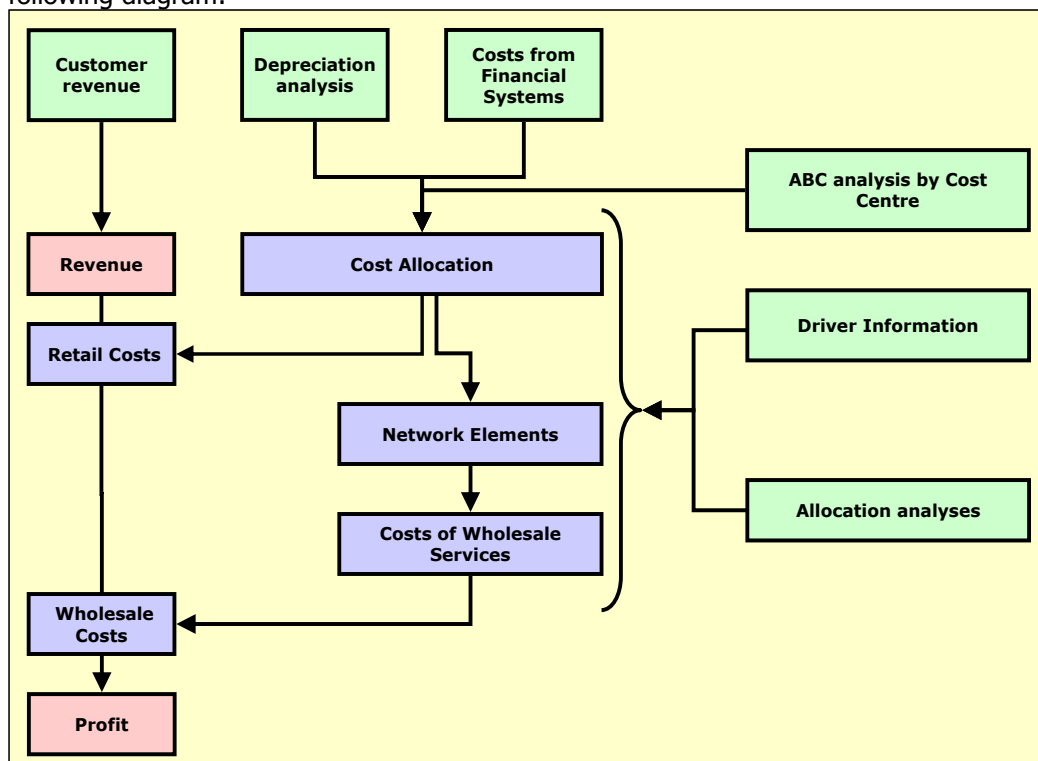 following diagram:
Customer
revenue
Depreciation
analysis
Costs from
Financial
Systems
ABC analysis by Cost
Centre
Revenue
Cost Allocation
Driver Information
Retail Costs
Network Elements
Allocation analyses
Costs of Wholesale
Services
Wholesale
Costs
Profit